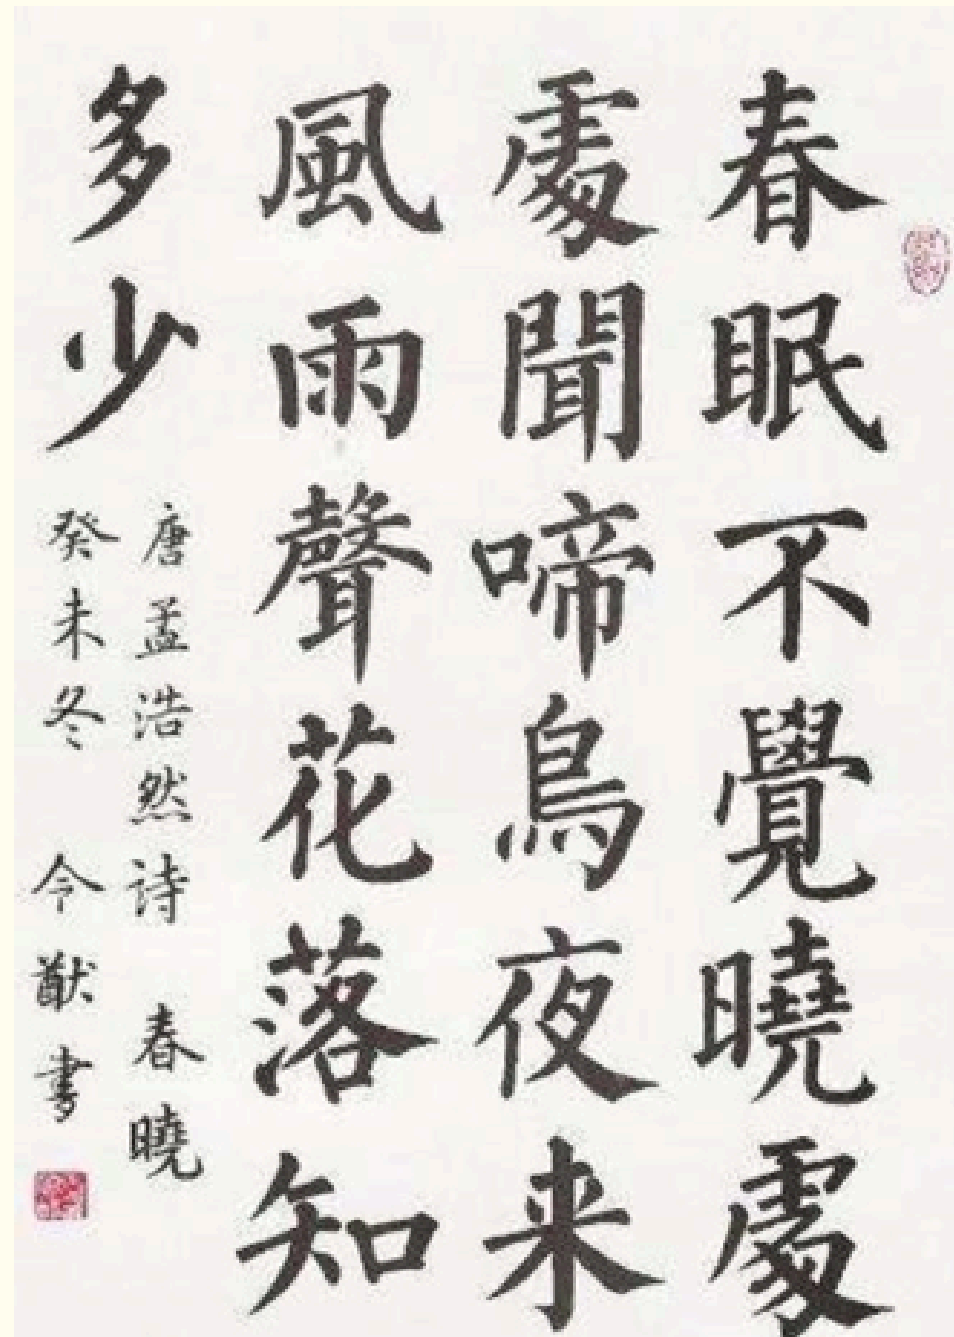 春眠不覺曉處
處聞啼鳥夜来
風雨聲花落知
多少
唐孟浩然诗 春曉
癸未冬 令猷書